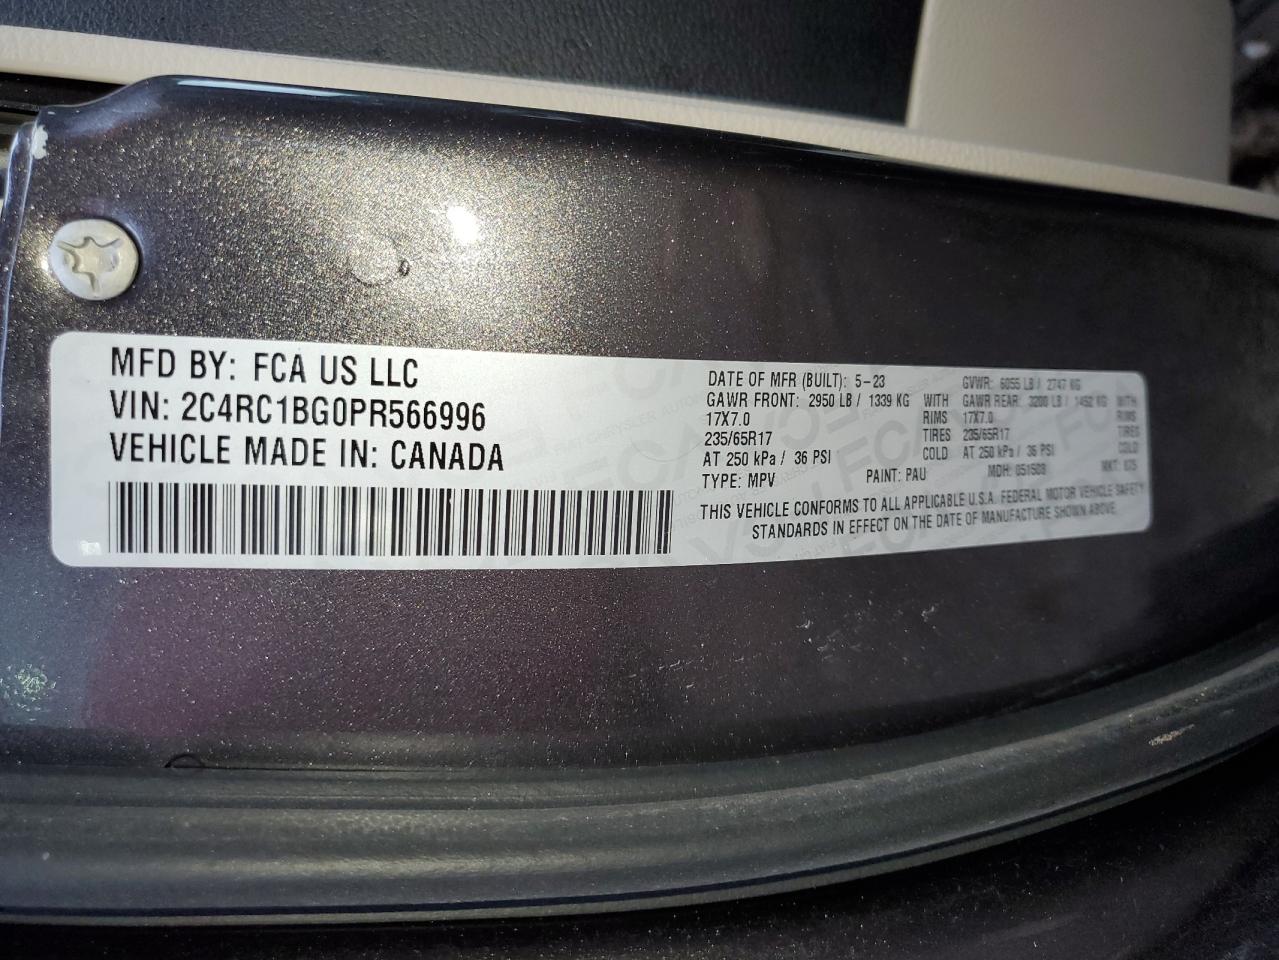 MFD BY: FCA US LLC
VIN: 2C4RC1BG0PR566996
VEHICLE MADE IN: CANADA
DATE OF MFR (BUILT): 5-23 GVWR: 6055 LB / 2747 KG
GAWR FRONT: 2950 LB / 1339 KG WITH GAWR REAR: 3200 LB / 1452 KG WITH
17X7.0 RIMS 17X7.0 RIMS
235/65R17 TIRES 235/65R17 TIRES
AT 250 kPa / 36 PSI COLD AT 250 kPa / 36 PSI COLD
TYPE: MPV PAINT: PAU MDH: 051508 MKT:
THIS VEHICLE CONFORMS TO ALL APPLICABLE U.S.A. FEDERAL MOTOR VEHICLE SAFETY
STANDARDS IN EFFECT ON THE DATE OF MANUFACTURE SHOWN ABOVE